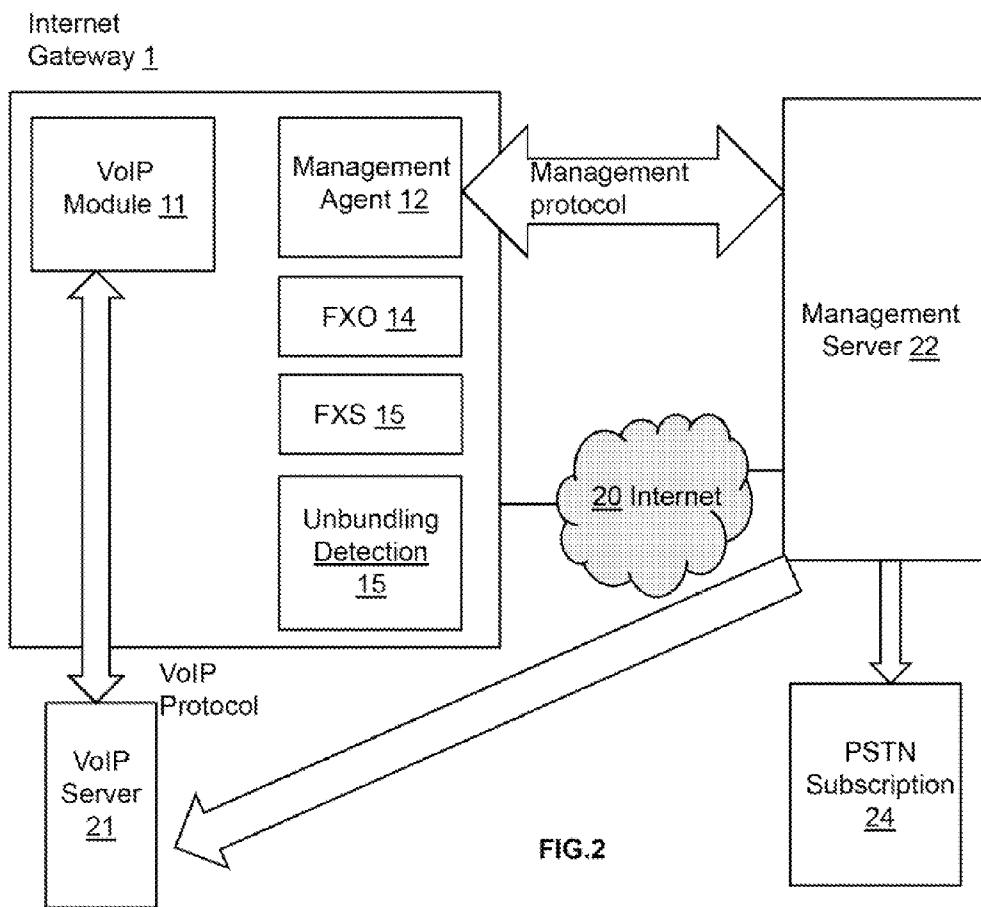 Internet
Gateway 1
VoIP
Module 11
Management
Agent 12
Management
protocol
FXO 14
Management
Server 22
FXS 15
20 Internet
Unbundling
Detection
15
VoIP
Protocol
VoIP
Server
21
PSTN
Subscription
24
FIG.2